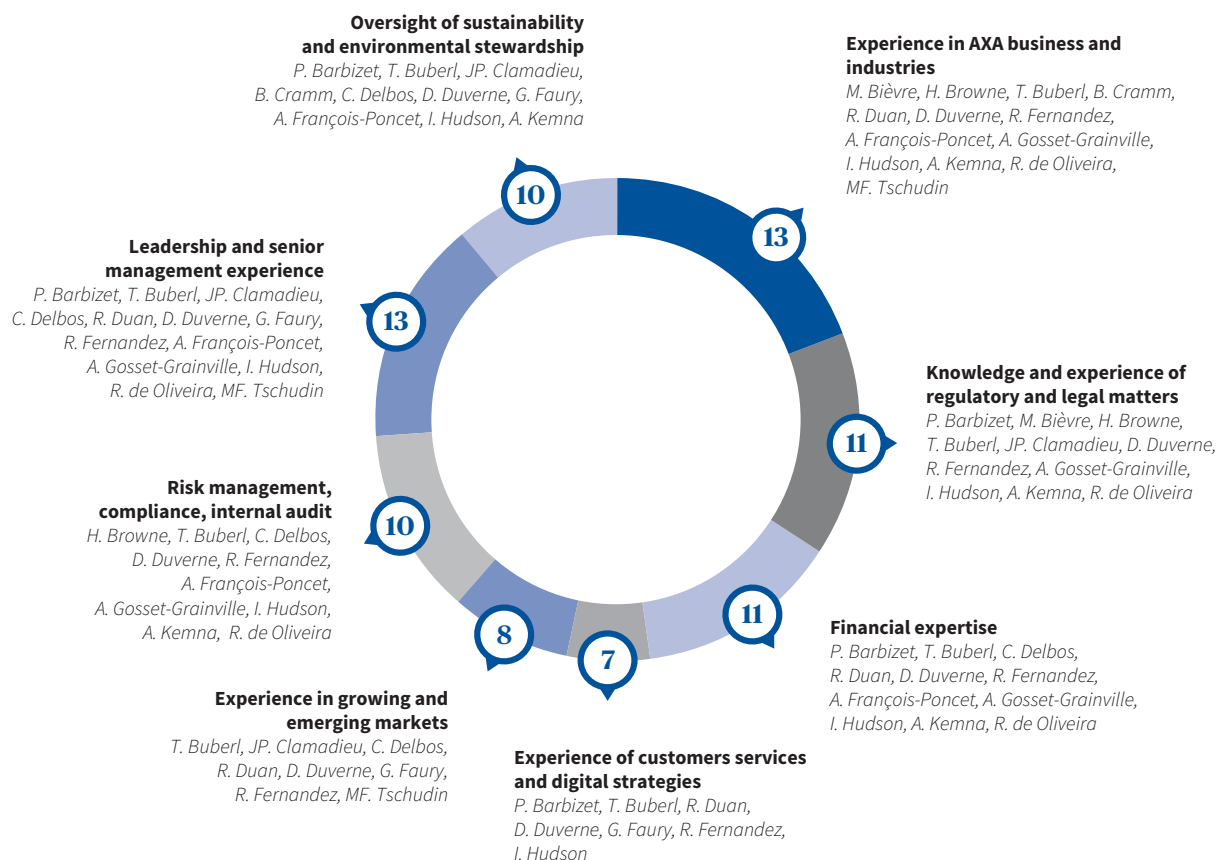 Oversight of sustainability
and environmental stewardship
P. Barbizet, T. Buberl, JP. Clamadieu,
B. Cramm, C. Delbos, D. Duverne, G. Faury,
A. François-Poncet, I. Hudson, A. Kemna
10
Experience in AXA business and
industries
M. Bièvre, H. Browne, T. Buberl, B. Cramm,
R. Duan, D. Duverne, R. Fernandez,
A. François-Poncet, A. Gosset-Grainville,
I. Hudson, A. Kemna, R. de Oliveira,
MF. Tschudin
13
Leadership and senior
management experience
P. Barbizet, T. Buberl, JP. Clamadieu,
C. Delbos, R. Duan, D. Duverne, G. Faury,
R. Fernandez, A. François-Poncet,
A. Gosset-Grainville, I. Hudson,
R. de Oliveira, MF. Tschudin
13
Knowledge and experience of
regulatory and legal matters
P. Barbizet, M. Bièvre, H. Browne,
T. Buberl, JP. Clamadieu, D. Duverne,
R. Fernandez, A. Gosset-Grainville,
I. Hudson, A. Kemna, R. de Oliveira
11
Risk management,
compliance, internal audit
H. Browne, T. Buberl, C. Delbos,
D. Duverne, R. Fernandez,
A. François-Poncet,
A. Gosset-Grainville, I. Hudson,
A. Kemna, R. de Oliveira
10
Financial expertise
P. Barbizet, T. Buberl, C. Delbos,
R. Duan, D. Duverne, R. Fernandez,
A. François-Poncet, A. Gosset-Grainville,
I. Hudson, A. Kemna, R. de Oliveira
11
Experience in growing and
emerging markets
T. Buberl, JP. Clamadieu, C. Delbos,
R. Duan, D. Duverne, G. Faury,
R. Fernandez, MF. Tschudin
8
Experience of customers services
and digital strategies
P. Barbizet, T. Buberl, R. Duan,
D. Duverne, G. Faury, R. Fernandez,
I. Hudson
7